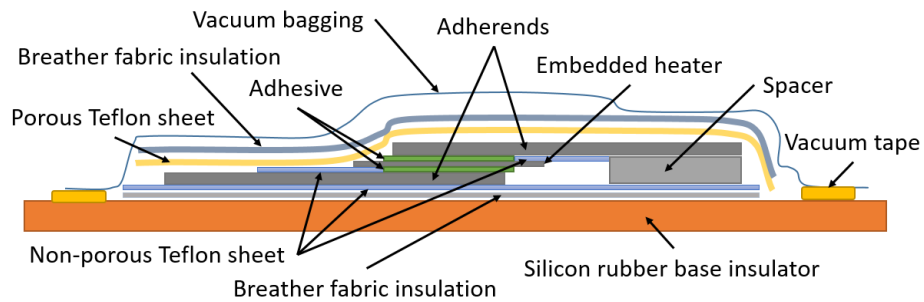 Vacuum bagging
Adherends
Breather fabric insulation
Embedded heater
Adhesive
Spacer
Porous Teflon sheet
Vacuum tape
Non-porous Teflon sheet
Silicon rubber base insulator
Breather fabric insulation